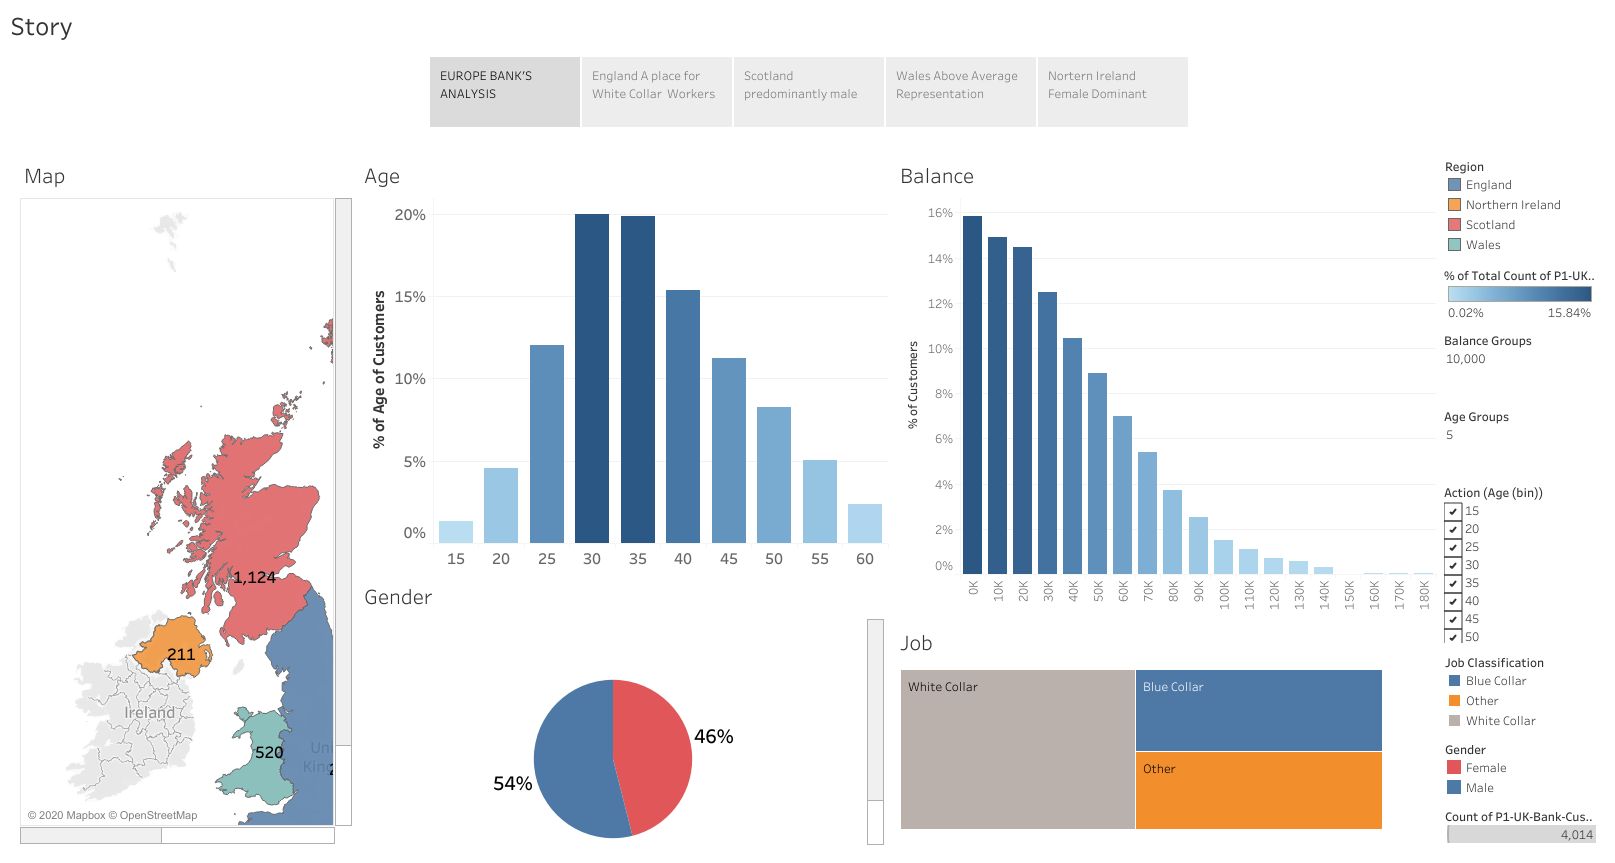 Story
EUROPE BANK'S
ANALYSIS
England A place for
White Collar Workers
Scotland
predominantly male
Wales Above Average
Representation
Nortern Ireland
Female Dominant
Map
1,124
211
Ireland
520
Uni
King
© 2020 Mapbox © OpenStreetMap
Age
% of Age of Customers
20%
15%
10%
5%
0%
15 20 25 30 35 40 45 50 55 60
Gender
46%
54%
Balance
% of Customers
16%
14%
12%
10%
8%
6%
4%
2%
0%
0K 10K 20K 30K 40K 50K 60K 70K 80K 90K 100K 110K 120K 130K 140K 150K 160K 170K 180K
Job
White Collar
Blue Collar
Other
Region
England
Northern Ireland
Scotland
Wales
% of Total Count of P1-UK..
0.02% 15.84%
Balance Groups
10,000
Age Groups
5
Action (Age (bin))
15
20
25
30
35
40
45
50
Job Classification
Blue Collar
Other
White Collar
Gender
Female
Male
Count of P1-UK-Bank-Cus..
4,014